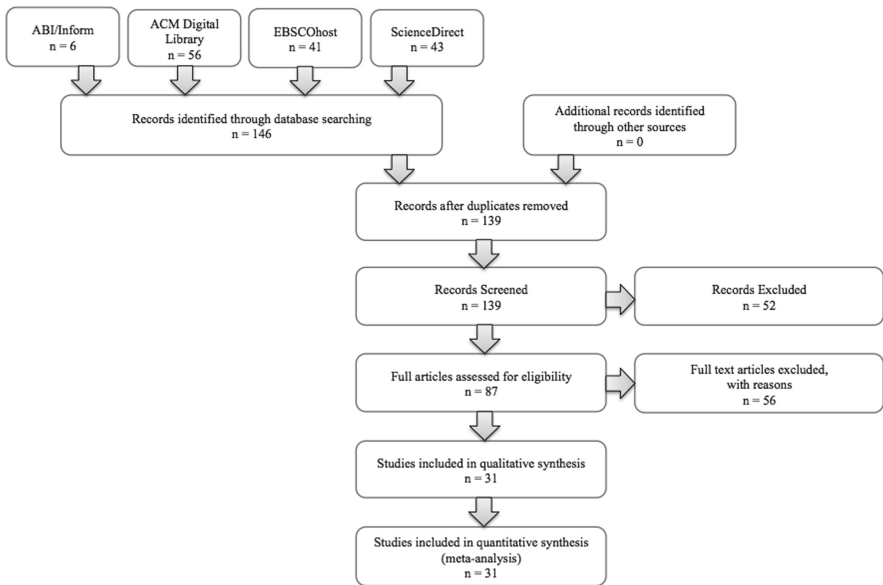 ABI/Inform
n = 6
ACM Digital
Library
n = 56
EBSCOhost
n = 41
ScienceDirect
n = 43
Records identified through database searching
n = 146
Additional records identified
through other sources
n = 0
Records after duplicates removed
n = 139
Records Screened
n = 139
Records Excluded
n = 52
Full articles assessed for eligibility
n = 87
Full text articles excluded,
with reasons
n = 56
Studies included in qualitative synthesis
n = 31
Studies included in quantitative synthesis
(meta-analysis)
n = 31